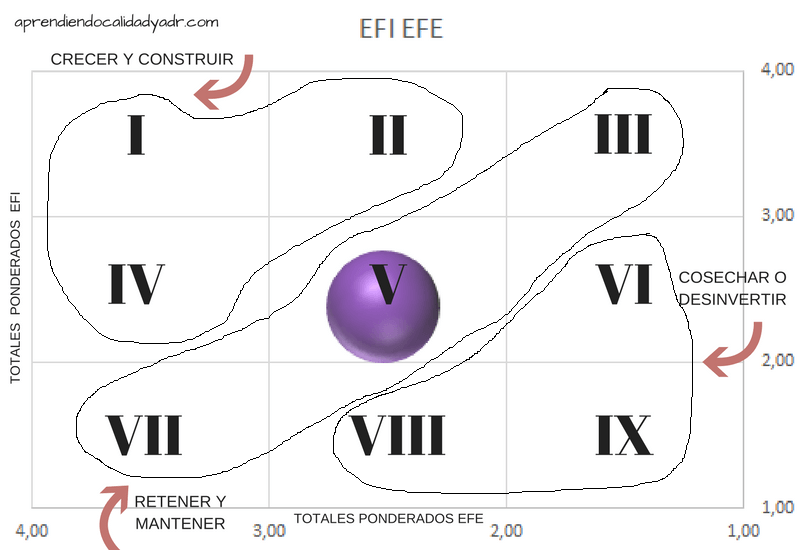 aprendiendocalidadyadr.com
EFI EFE
CRECER Y CONSTRUIR
4,00
I
II
III
TOTALES PONDERADOS EFI
3,00
IV
V
VI
COSECHAR O
DESINVERTIR
2,00
VII
VIII
IX
RETENER Y
MANTENER
TOTALES PONDERADOS EFE
1,00
4,00
3,00
2,00
1,00